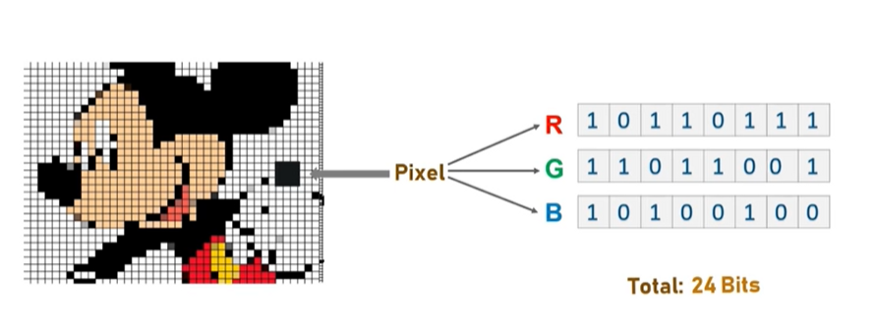 R 1 0 1 1 0 1 1 1
Pixel
G 1 1 0 1 1 0 0 1
B 1 0 1 0 0 1 0 0
Total: 24 Bits